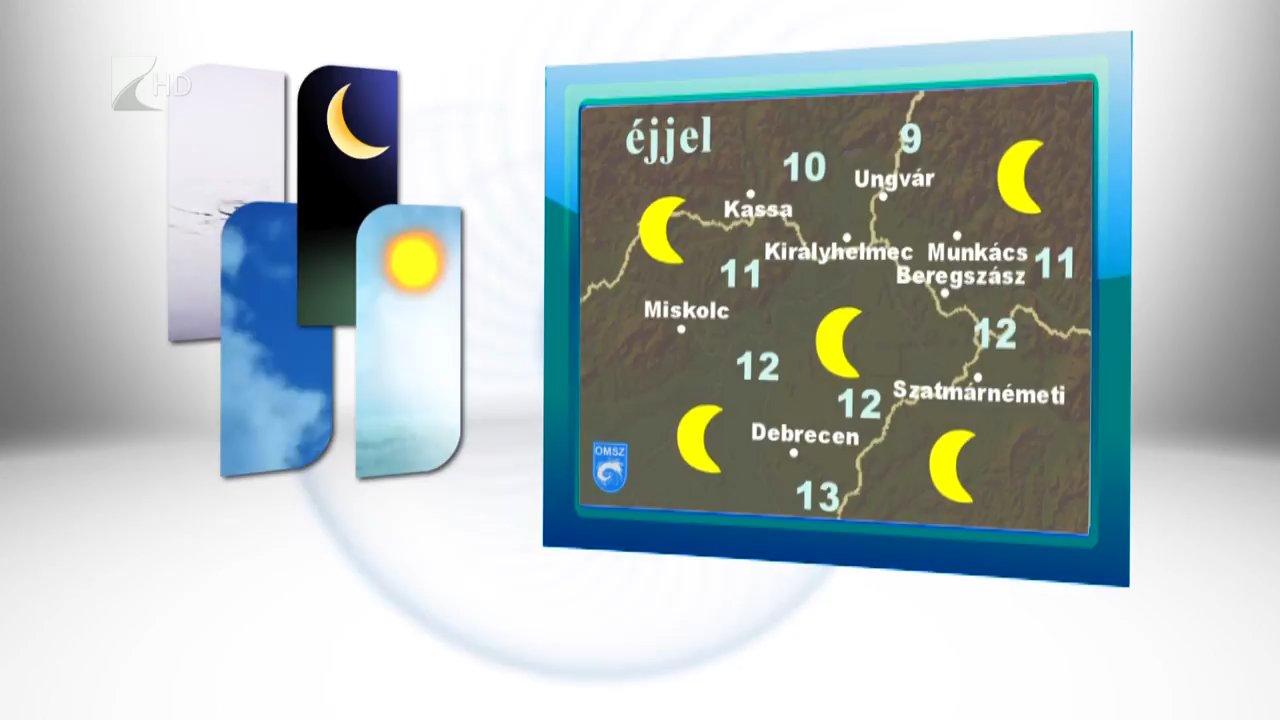 HD
éjjel
9
10
Ungvár
Kassa
Királyhelmec
Munkács
11
11
Beregszász
Miskolc
12
12
Szatmárnémeti
12
Debrecen
OMSZ
13